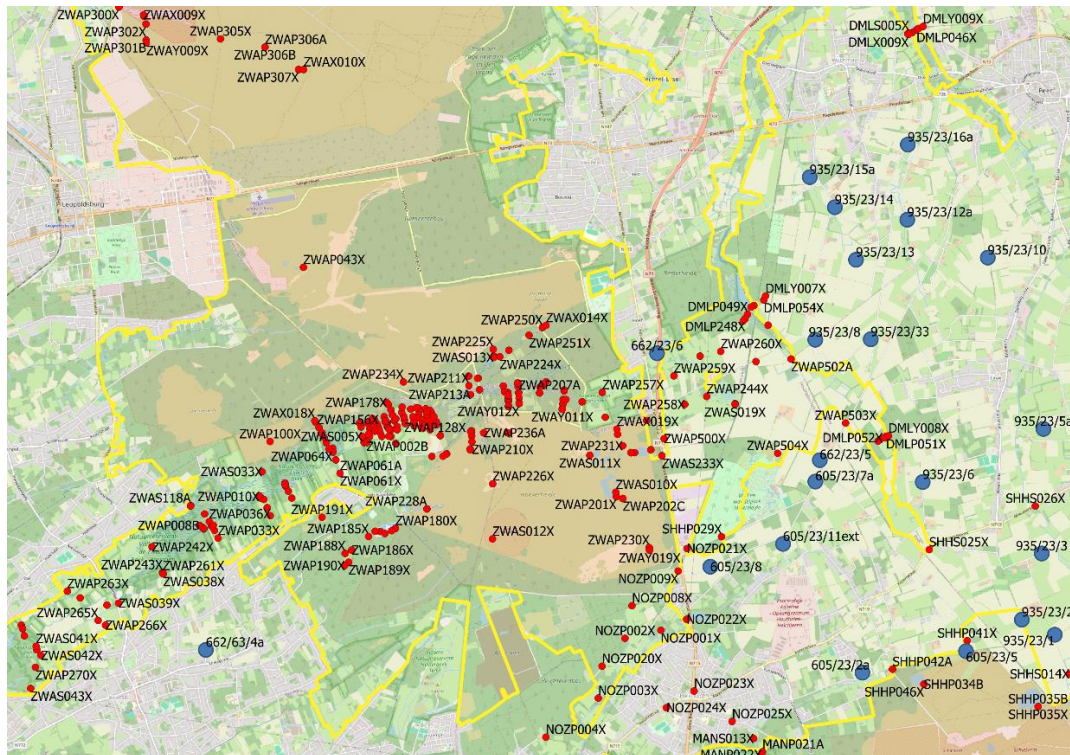 ZWAP300X
ZWAX009X
ZWAP302X
ZWAP305X
ZWAP306A
ZWAP301B
ZWAY009X
ZWAP306B
ZWAX010X
ZWAP307X
DMLS005X
DMLY009X
DMLX009X
DMLP046X
Peer
935/23/16a
935/23/15a
935/23/14
935/23/12a
935/23/13
935/23/10
Leopoldsburg
ZWAP043X
DMLY007X
DMLP049X
DMLP054X
DMLP248X
ZWAP250X
ZWAX014X
ZWAP251X
ZWAP225X
ZWAS013X
ZWAP224X
662/23/6
ZWAP260X
935/23/8
935/23/33
ZWAP502A
ZWAP259X
ZWAP234X
ZWAP211X
ZWAP213A
ZWAP207A
ZWAP257X
ZWAP244X
ZWAP178X
ZWAY012X
ZWAY011X
ZWAP258X
ZWAS019X
ZWAX018X
ZWAP156X
ZWAX019X
ZWAP503X
DMLY008X
935/23/5a
ZWAP100X
ZWAS005X
ZWAP002B
ZWAP128X
ZWAP236A
ZWAP231X
ZWAP500X
ZWAP504X
DMLP052X
DMLP051X
ZWAP064X
ZWAP210X
ZWAS011X
ZWAS233X
662/23/5
ZWAS033X
ZWAP061A
ZWAP061X
ZWAP226X
ZWAS010X
605/23/7a
935/23/6
ZWAS118A
ZWAP010X
ZWAP228A
ZWAP201X
ZWAP202C
SHHS026X
ZWAP036X
ZWAP191X
ZWAP008B
ZWAP033X
ZWAP185X
ZWAP180X
ZWAS012X
SHHP029X
605/23/11ext
ZWAP242X
ZWAP188X
ZWAP186X
ZWAP230X
NOZP021X
SHHS025X
935/23/3
ZWAP243X
ZWAP261X
ZWAP190X
ZWAP189X
ZWAY019X
605/23/8
ZWAP263X
ZWAS038X
NOZP009X
ZWAP265X
ZWAS039X
NOZP008X
ZWAP266X
NOZP022X
935/23/2
ZWAS041X
NOZP002X
NOZP001X
SHHP041X
935/23/1
662/63/4a
605/23/5
ZWAS042X
NOZP020X
605/23/2a
SHHP042A
SHHS014X
ZWAP270X
SHHP034B
ZWAS043X
NOZP003X
NOZP023X
SHHP046X
SHHP035B
NOZP024X
SHHP035X
NOZP004X
NOZP025X
MANS013X
MANP021A
MANP022X